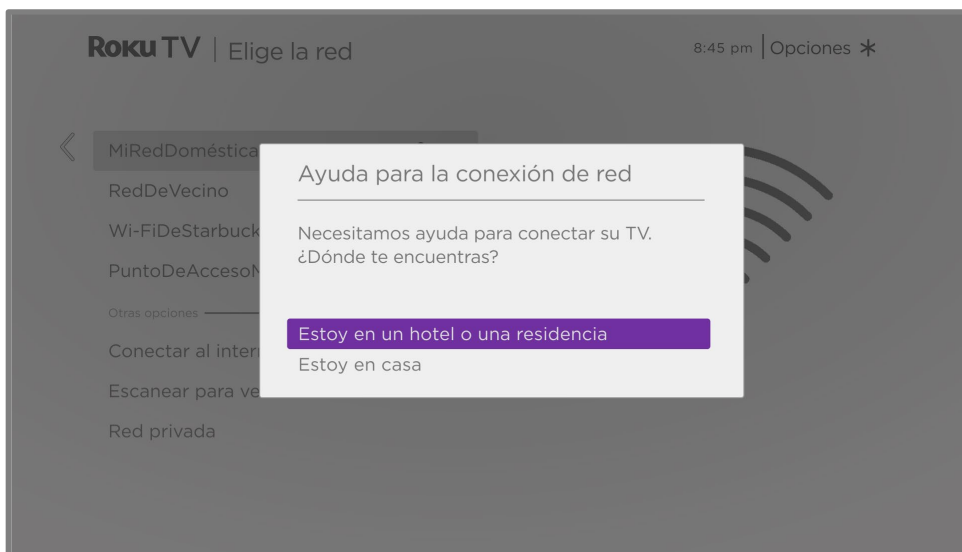 Roku TV | Elige la red
8:45 pm | Opciones *
MiRedDoméstica
RedDeVecino
Wi-FiDeStarbuck
PuntoDeAcceso
Otras opciones
Conectar al inter
Escanear para ve
Red privada
Ayuda para la conexión de red
Necesitamos ayuda para conectar su TV.
¿Dónde te encuentras?
Estoy en un hotel o una residencia
Estoy en casa